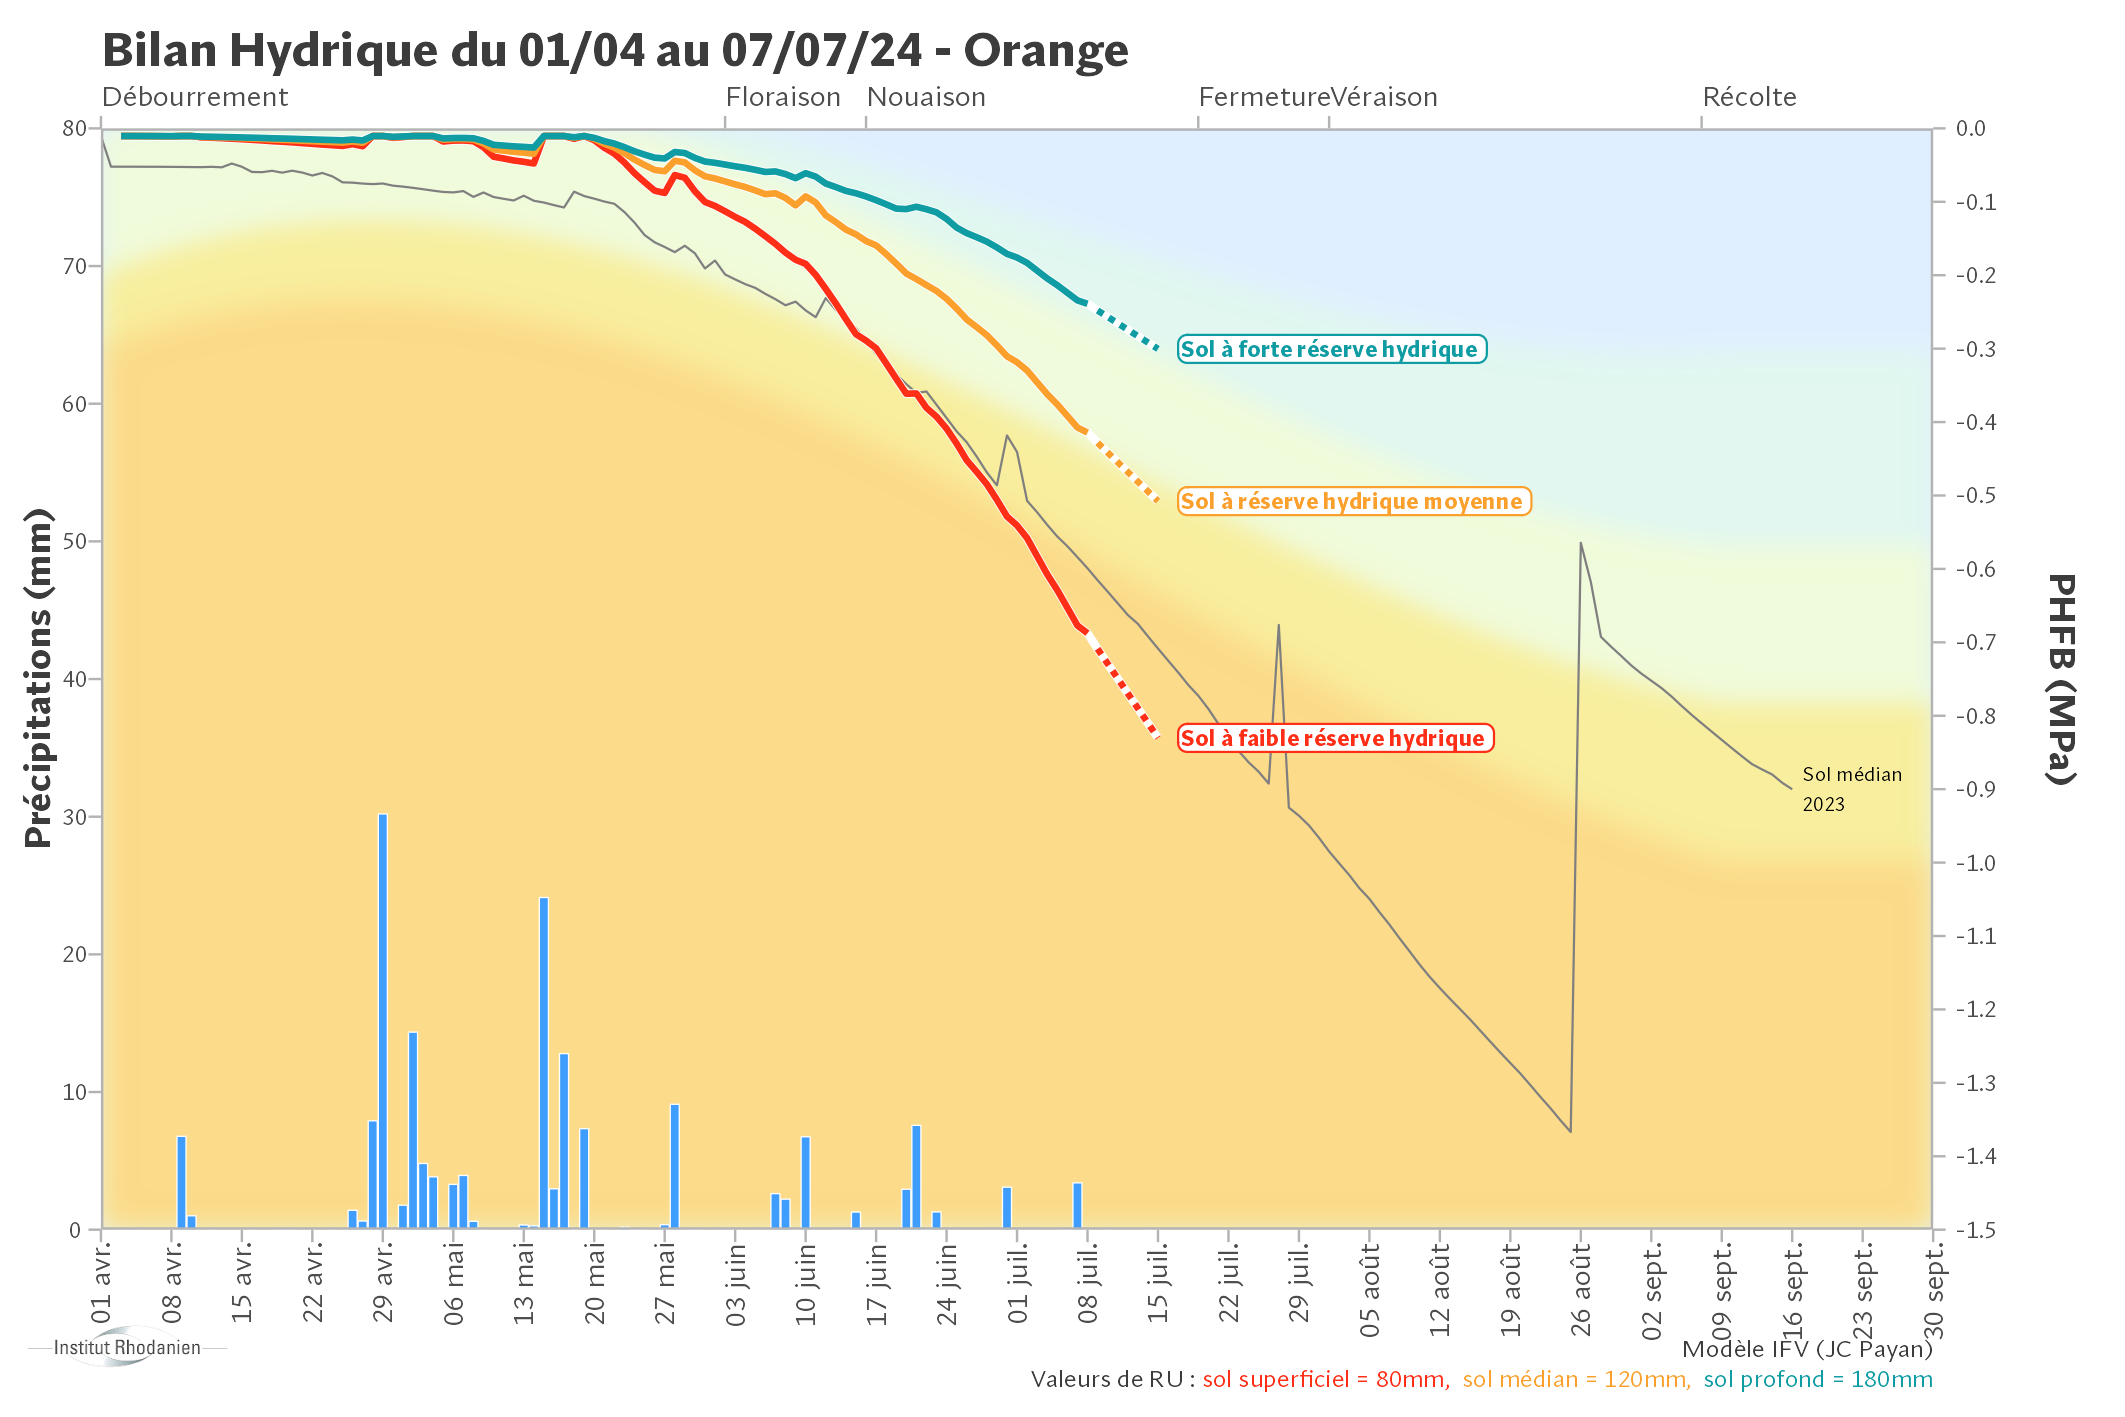 Bilan Hydrique du 01/04 au 07/07/24 - Orange
Débourrement Floraison Nouaison Fermeture Véraison Récolte
Précipitations (mm)
80
70
60
50
40
30
20
10
0
0.0
-0.1
-0.2
-0.3
-0.4
-0.5
-0.6
-0.7
-0.8
-0.9
-1.0
-1.1
-1.2
-1.3
-1.4
-1.5
PHFB (MPa)
Sol à forte réserve hydrique
Sol à réserve hydrique moyenne
Sol à faible réserve hydrique
Sol médian
2023
01 avr.
08 avr.
15 avr.
22 avr.
29 avr.
06 mai
13 mai
20 mai
27 mai
03 juin
10 juin
17 juin
24 juin
01 juil.
08 juil.
15 juil.
22 juil.
29 juil.
05 août
12 août
19 août
26 août
02 sept.
09 sept.
16 sept.
23 sept.
30 sept.
Institut Rhodanien
Modèle IFV (JC Payan)
Valeurs de RU : sol superficiel = 80mm, sol médian = 120mm, sol profond = 180mm